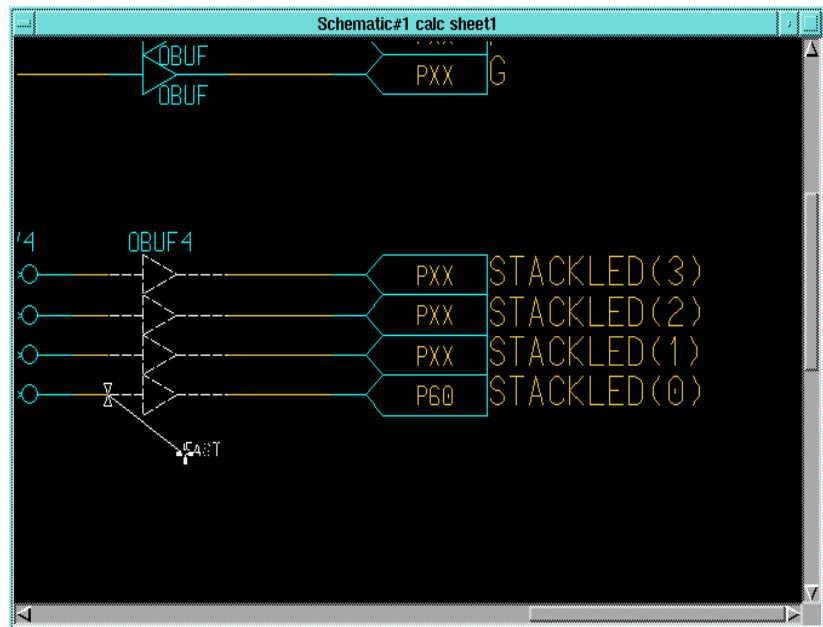 Schematic#1 calc sheet1
OBUF
PXX G
OBUF
OBUF4
PXX STACKLED(3)
PXX STACKLED(2)
PXX STACKLED(1)
P60 STACKLED(0)
FAST